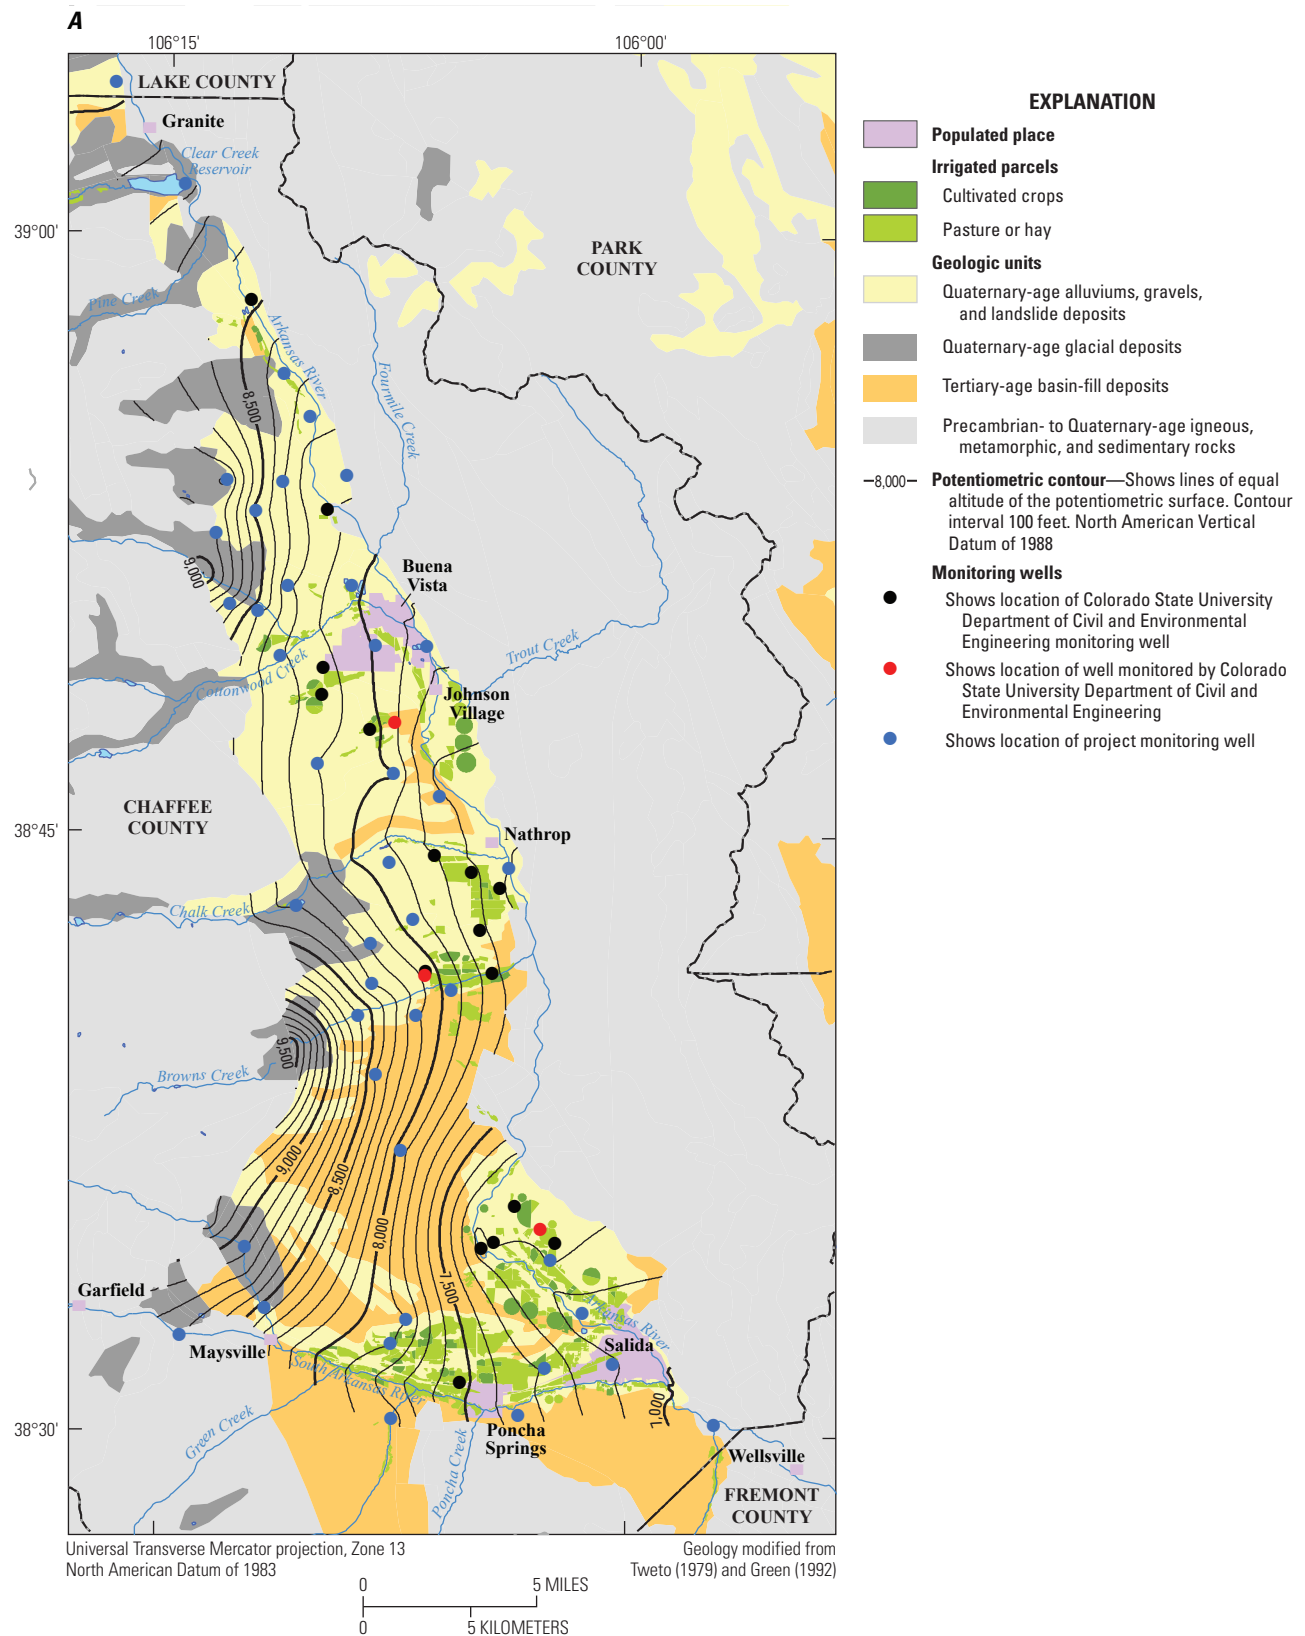 A
106°15'
106°00'
LAKE COUNTY
Granite
Clear Creek
Reservoir
39°00'
PARK
COUNTY
Pine Creek
Arkansas River
Fourmile Creek
8,500
9,000
Buena
Vista
Trout Creek
Cottonwood Creek
Johnson
Village
CHAFFEE
COUNTY
38°45'
Nathrop
Chalk Creek
9,500
Browns Creek
9,000
8,500
8,000
7,500
Garfield
Arkansas River
Maysville
Salida
South Arkansas River
7,000
38°30'
Green Creek
Poncha Creek
Poncha
Springs
Wellsville
FREMONT
COUNTY
Universal Transverse Mercator projection, Zone 13
North American Datum of 1983
Geology modified from
Tweto (1979) and Green (1992)
0 5 MILES
0 5 KILOMETERS
EXPLANATION
Populated place
Irrigated parcels
Cultivated crops
Pasture or hay
Geologic units
Quaternary-age alluviums, gravels,
and landslide deposits
Quaternary-age glacial deposits
Tertiary-age basin-fill deposits
Precambrian- to Quaternary-age igneous,
metamorphic, and sedimentary rocks
8,000 Potentiometric contour—Shows lines of equal
altitude of the potentiometric surface. Contour
interval 100 feet. North American Vertical
Datum of 1988
Monitoring wells
Shows location of Colorado State University
Department of Civil and Environmental
Engineering monitoring well
Shows location of well monitored by Colorado
State University Department of Civil and
Environmental Engineering
Shows location of project monitoring well